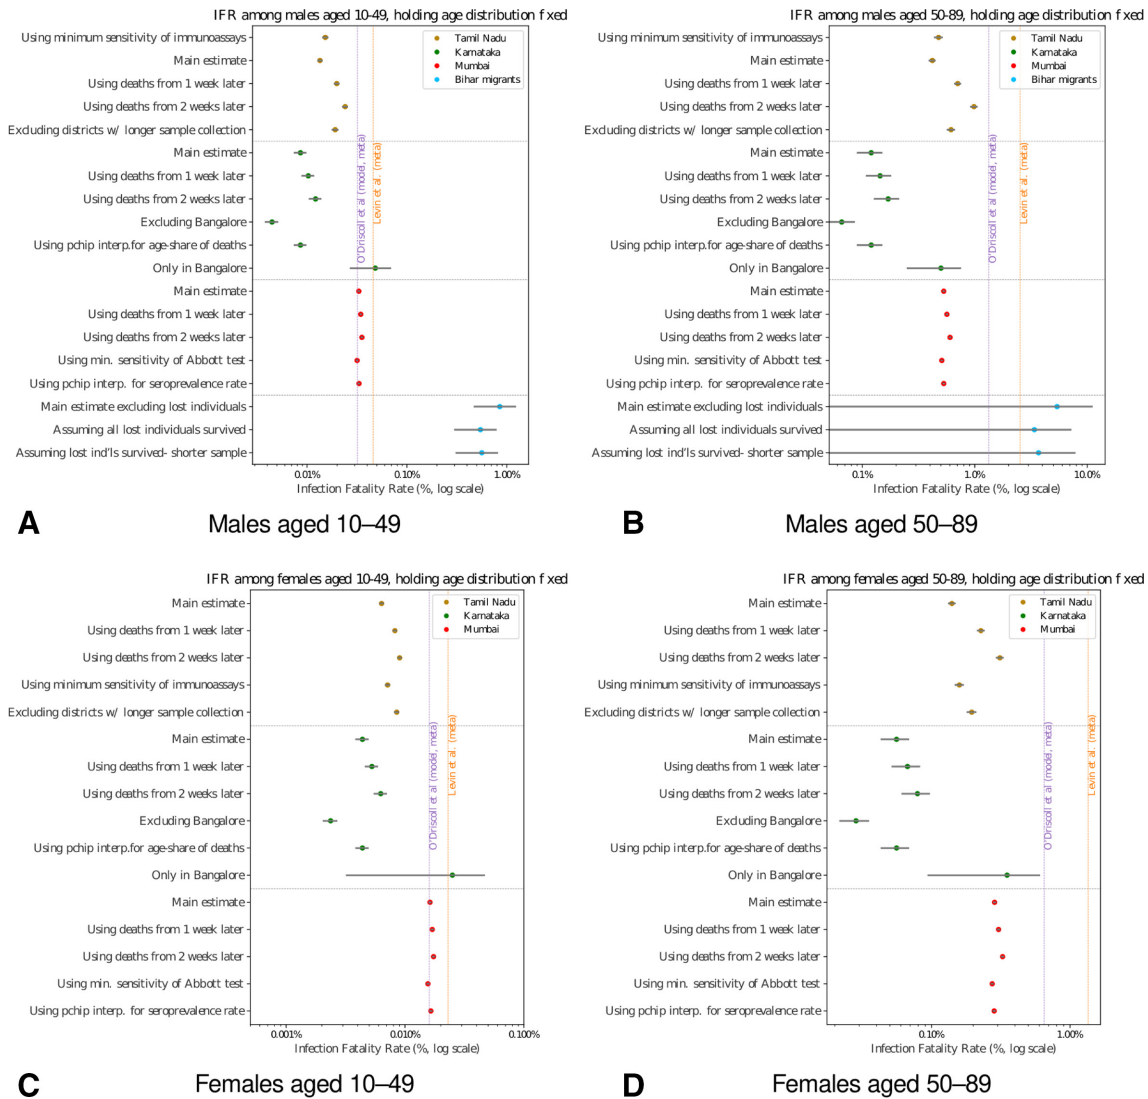 IFR among males aged 10-49, holding age distribution f xed
Using minimum sensitivity of immunoassays
Main estimate
Using deaths from 1 week later
Using deaths from 2 weeks later
Excluding districts w/ longer sample collection
Main estimate
Using deaths from 1 week later
Using deaths from 2 weeks later
Excluding Bangalore
Using pchip interp.for age-share of deaths
Only in Bangalore
Main estimate
Using deaths from 1 week later
Using deaths from 2 weeks later
Using min. sensitivity of Abbott test
Using pchip interp. for seroprevalence rate
Main estimate excluding lost individuals
Assuming all lost individuals survived
Assuming lost ind'ls survived- shorter sample
Tamil Nadu
Karnataka
Mumbai
Bihar migrants
O'Driscoll et al (model, meta)
Levin et al. (meta)
0.01% 0.10% 1.00%
Infection Fatality Rate (%, log scale)
A Males aged 10–49
IFR among males aged 50-89, holding age distribution f xed
Using minimum sensitivity of immunoassays
Main estimate
Using deaths from 1 week later
Using deaths from 2 weeks later
Excluding districts w/ longer sample collection
Main estimate
Using deaths from 1 week later
Using deaths from 2 weeks later
Excluding Bangalore
Using pchip interp.for age-share of deaths
Only in Bangalore
Main estimate
Using deaths from 1 week later
Using deaths from 2 weeks later
Using min. sensitivity of Abbott test
Using pchip interp. for seroprevalence rate
Main estimate excluding lost individuals
Assuming all lost individuals survived
Assuming lost ind'ls survived- shorter sample
Tamil Nadu
Karnataka
Mumbai
Bihar migrants
O'Driscoll et al (model, meta)
Levin et al. (meta)
0.1% 1.0% 10.0%
Infection Fatality Rate (%, log scale)
B Males aged 50–89
IFR among females aged 10-49, holding age distribution f xed
Main estimate
Using deaths from 1 week later
Using deaths from 2 weeks later
Using minimum sensitivity of immunoassays
Excluding districts w/ longer sample collection
Main estimate
Using deaths from 1 week later
Using deaths from 2 weeks later
Excluding Bangalore
Using pchip interp.for age-share of deaths
Only in Bangalore
Main estimate
Using deaths from 1 week later
Using deaths from 2 weeks later
Using min. sensitivity of Abbott test
Using pchip interp. for seroprevalence rate
Tamil Nadu
Karnataka
Mumbai
O'Driscoll et al (model, meta)
Levin et al. (meta)
0.001% 0.010% 0.100%
Infection Fatality Rate (%, log scale)
C Females aged 10–49
IFR among females aged 50-89, holding age distribution f xed
Main estimate
Using deaths from 1 week later
Using deaths from 2 weeks later
Using minimum sensitivity of immunoassays
Excluding districts w/ longer sample collection
Main estimate
Using deaths from 1 week later
Using deaths from 2 weeks later
Excluding Bangalore
Using pchip interp.for age-share of deaths
Only in Bangalore
Main estimate
Using deaths from 1 week later
Using deaths from 2 weeks later
Using min. sensitivity of Abbott test
Using pchip interp. for seroprevalence rate
Tamil Nadu
Karnataka
Mumbai
O'Driscoll et al (model, meta)
Levin et al. (meta)
0.10% 1.00%
Infection Fatality Rate (%, log scale)
D Females aged 50–89